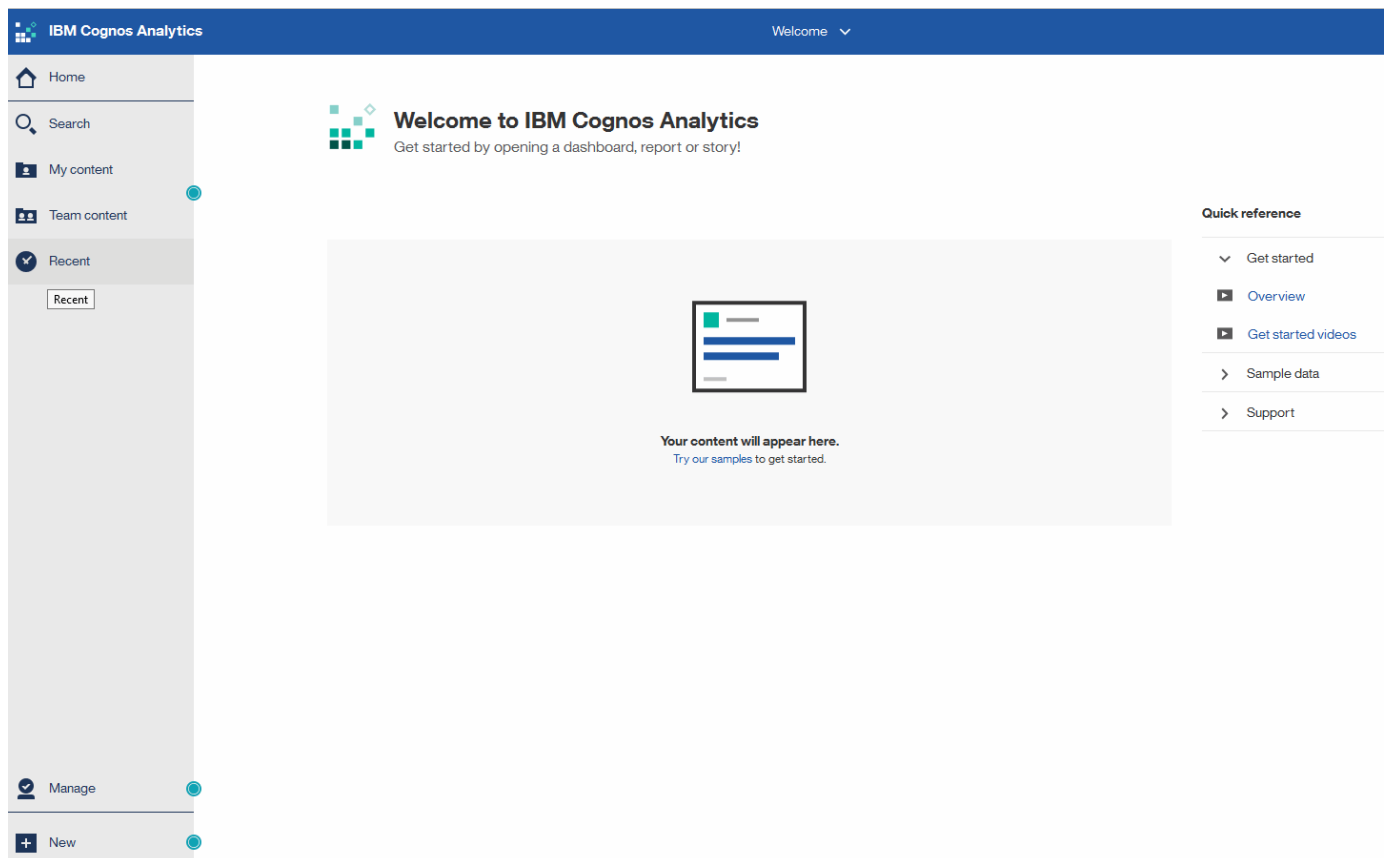 IBM Cognos Analytics
Welcome
Home
Search
My content
Team content
Recent
Recent
Manage
New
Welcome to IBM Cognos Analytics
Get started by opening a dashboard, report or story!
Your content will appear here.
Try our samples to get started.
Quick reference
Get started
Overview
Get started videos
Sample data
Support